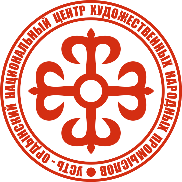 УСТЬ-ОРДЫНСКИЙ НАЦИОНАЛЬНЫЙ ЦЕНТР ХУДОЖЕСТВЕННЫХ НАРОДНЫХ ПРОМЫСЛОВ